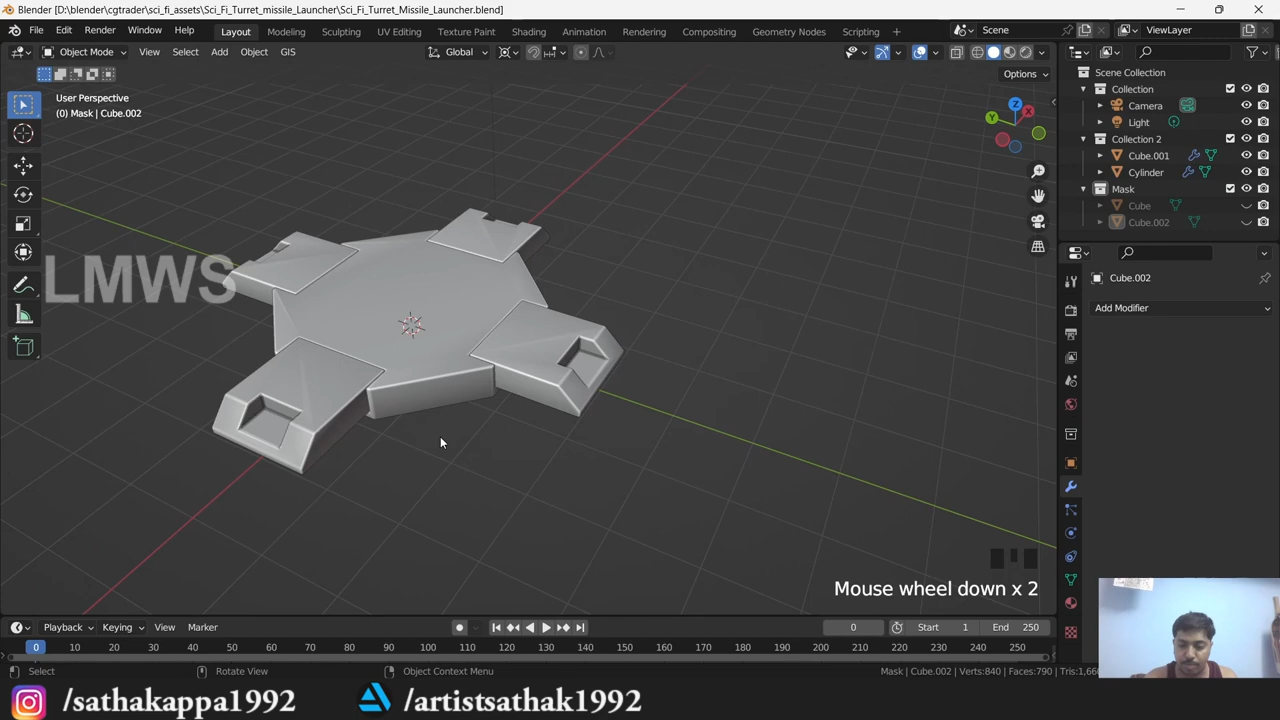 Blender [D:\blender\cgtrader\sci_fi_assets\Sci_Fi_Turret_missile_Launcher\Sci_Fi_Turret_Missile_Launcher.blend]
File Edit Render Window Help Layout Modeling Sculpting UV Editing Texture Paint Shading Animation Rendering Compositing Geometry Nodes Scripting + Scene ViewLayer
Object Mode View Select Add Object GIS Global
Options
User Perspective
(0) Mask | Cube.002
Z
X
Y
LMWS
Scene Collection
Collection
Camera
Light
Collection 2
Cube.001
Cylinder
Mask
Cube
Cube.002
Cube.002
Add Modifier
Mouse wheel down x 2
Playback Keying View Marker 0 Start 1 End 250
0 10 20 30 40 50 60 70 80 90 100 110 120 130 140 150 160 170 180 190 200 210 220 230 240 250
Select Rotate View Object Context Menu Mask | Cube.002 Verts:840 | Faces:790 | Tris:1,66
/sathakappa1992 /artistsathak1992